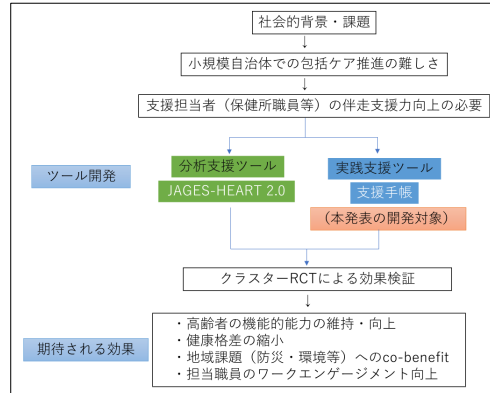 社会的背景・課題
小規模自治体での包括ケア推進の難しさ
支援担当者（保健所職員等）の伴走支援力向上の必要
ツール開発
分析支援ツール
JAGES-HEART 2.0
実践支援ツール
支援手帳
(本発表の開発対象）
クラスターRCTによる効果検証
期待される効果
・高齢者の機能的能力の維持・向上
・健康格差の縮小
・地域課題（防災・環境等）へのco-benefit
・担当職員のワークエンゲージメント向上